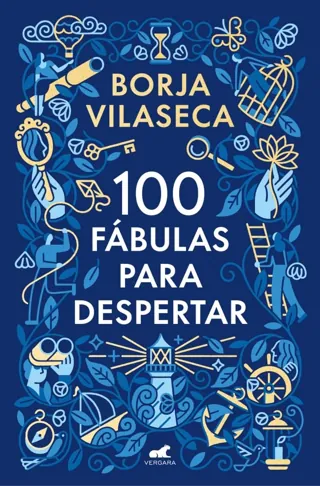 BORJA
VILASECA
100
FÁBULAS
PARA
DESPERTAR
VERGARA